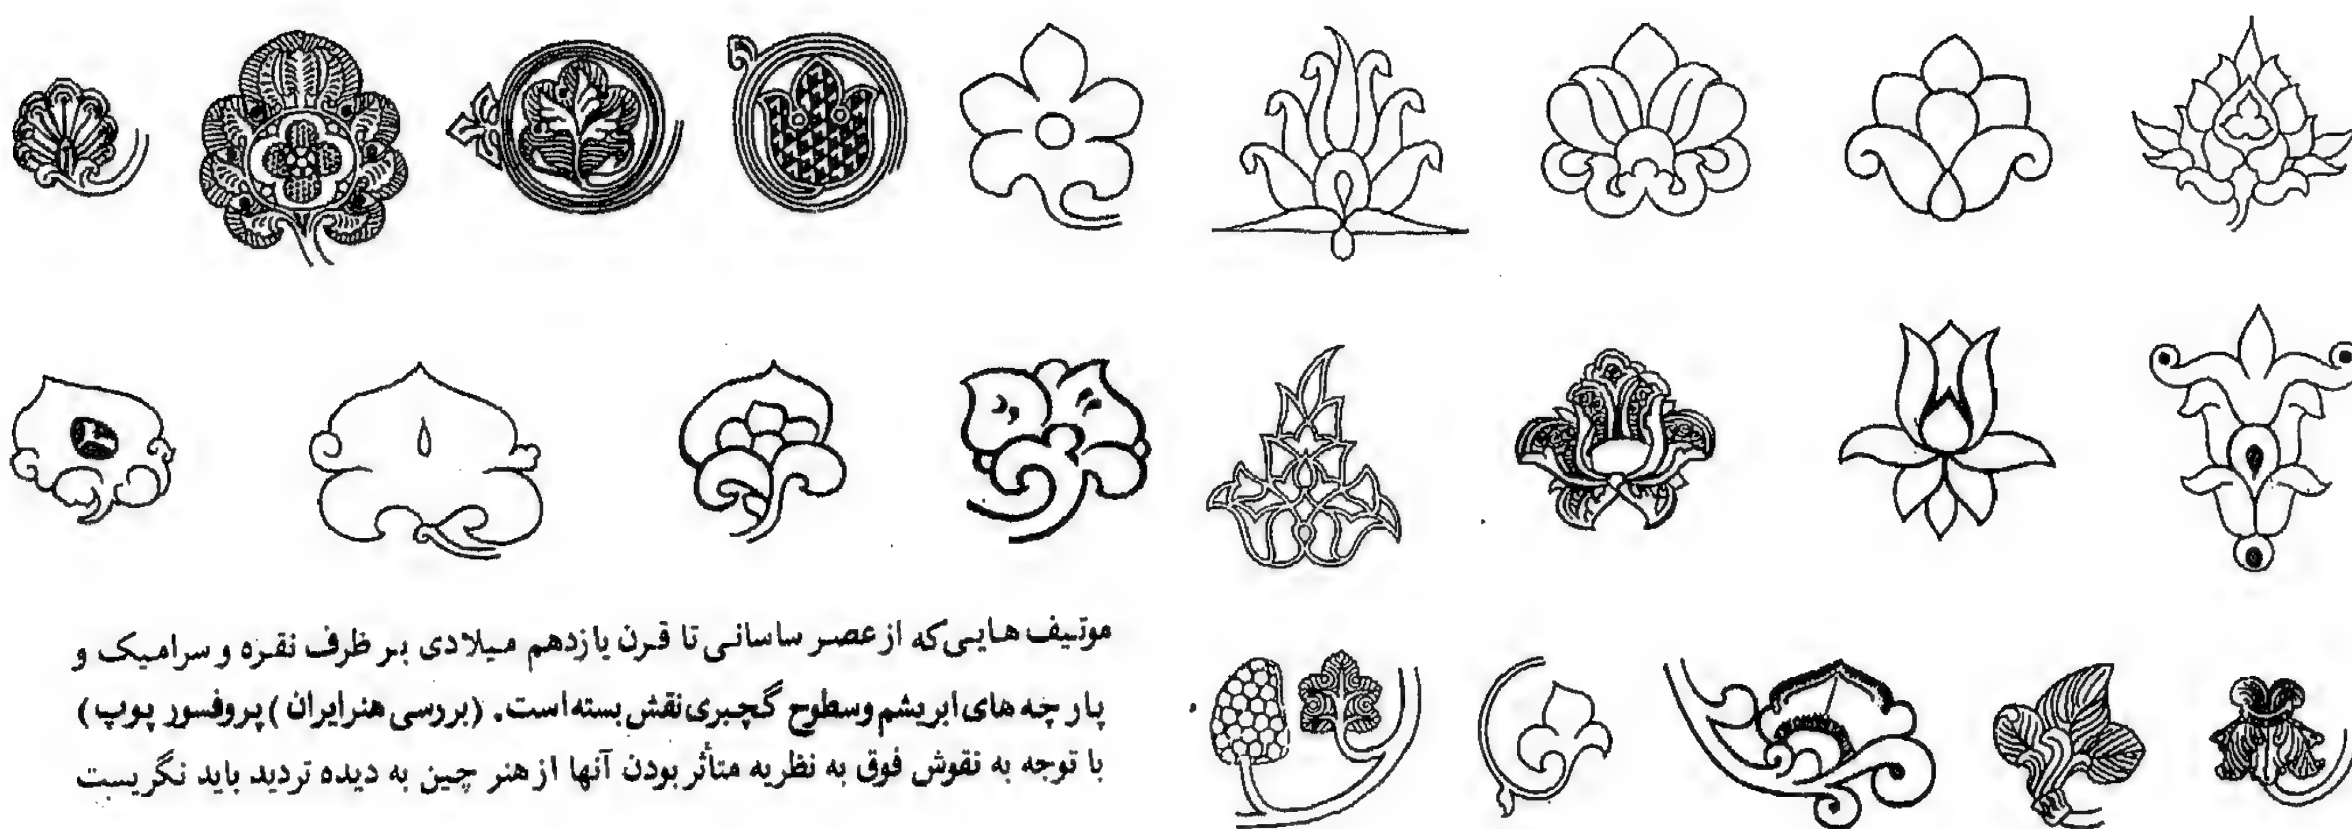 موتیف هایی که از عصر ساسانی تا قرن یازدهم میلادی بر ظرف نقره و سرامیک و
پارچه های ابریشم وسطوح گچبری نقش بسته است. (بررسی هنر ایران) پروفسور پوپ)
با توجه به نقوش فوق به نظریه متأثر بودن آنها از هنر چین به دیده تردید باید نگریست